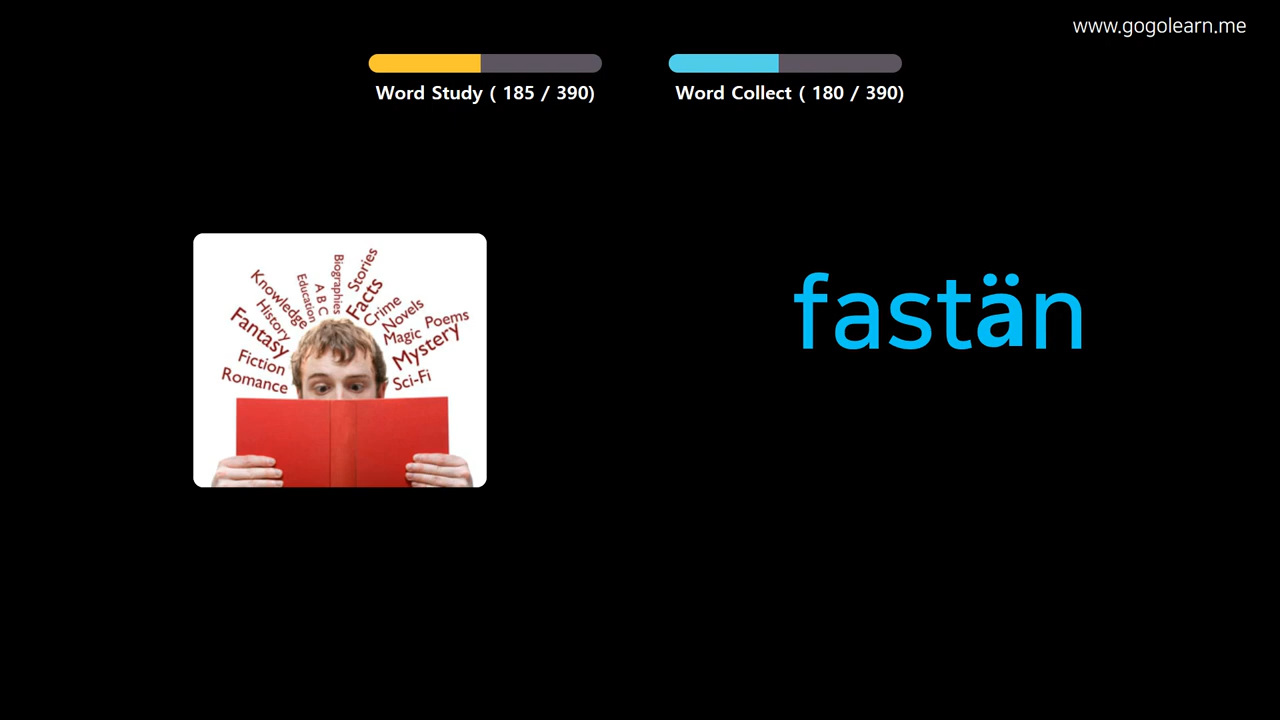 www.gogolearn.me
Word Study ( 185 / 390)
Word Collect ( 180 / 390)
fastän
Stories
Biographies
Facts
A B C
Education
Knowledge
Crime
History
Novels
Poems
Fantasy
Magic
Mystery
Fiction
Romance
Sci-Fi